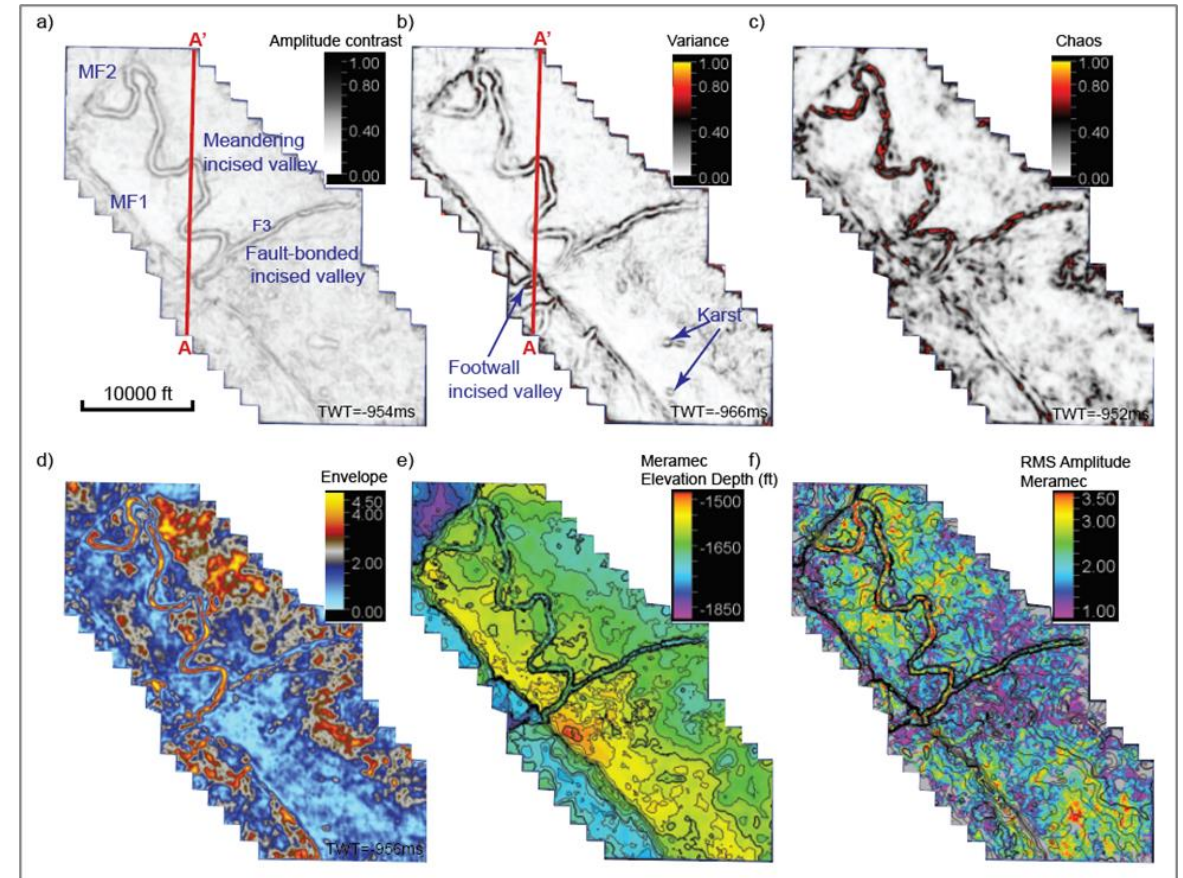 a)
A'
Amplitude contrast
1.00
0.80
0.40
0.00
MF2
Meandering
incised valley
MF1
F3
Fault-bonded
incised valley
A
10000 ft
TWT=-954ms
b)
A'
Variance
1.00
0.80
0.40
0.00
Karst
Footwall
incised valley
A
TWT=-966ms
c)
Chaos
1.00
0.80
0.40
0.00
TWT=-952ms
d)
Envelope
4.50
4.00
2.00
0.00
TWT=-956ms
e)
Meramec
Elevation Depth (ft)
-1500
-1650
-1850
f)
RMS Amplitude
Meramec
3.50
3.00
2.00
1.00